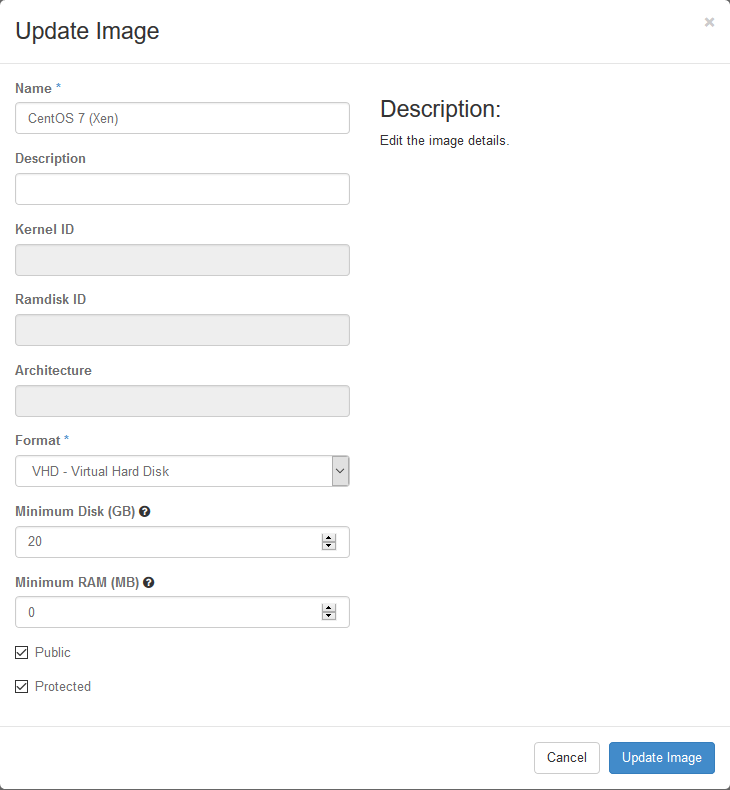 Update Image
×
Name *
CentOS 7 (Xen)
Description
Kernel ID
Ramdisk ID
Architecture
Format *
VHD - Virtual Hard Disk
Minimum Disk (GB) ?
20
Minimum RAM (MB) ?
0
Public
Protected
Description:
Edit the image details.
Cancel
Update Image